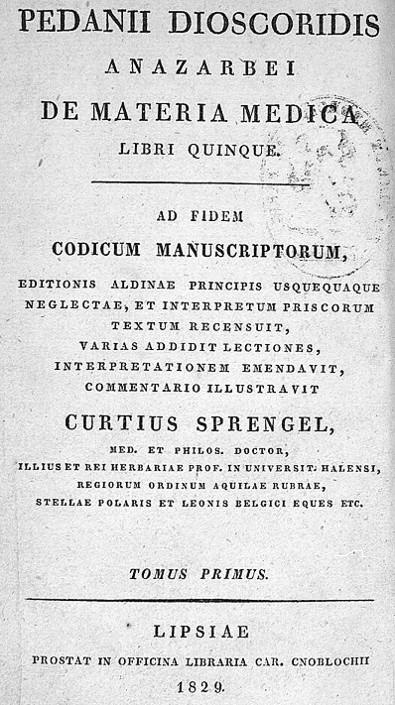 PEDANII DIOSCORIDIS
ANAZARBEI
DE MATERIA MEDICA
LIBRI QUINQUE.
AD FIDEM
CODICUM MANUSCRIPTORUM,
EDITIONIS ALDINAE PRINCIPIS USQUEQUAQUE
NEGLECTAE, ET INTERPRETUM PRISCORUM
TEXTUM RECENSUIT,
VARIAS ADDIDIT LECTIONES,
INTERPRETATIONEM EMENDAVIT,
COMMENTARIO ILLUSTRAVIT
CURTIUS SPRENGEL,
MED. ET PHILOS. DOCTOR,
ILLIUS ET REI HERBARIAE PROF. IN UNIVERSIT. HALENSI,
REGIORUM ORDINUM AQUILAE RUBRAE,
STELLAE POLARIS ET LEONIS BELGICI EQUES ETC.
TOMUS PRIMUS.
LIPSIAE
PROSTAT IN OFFICINA LIBRARIA CAR. CNOBLOCHII
1829.